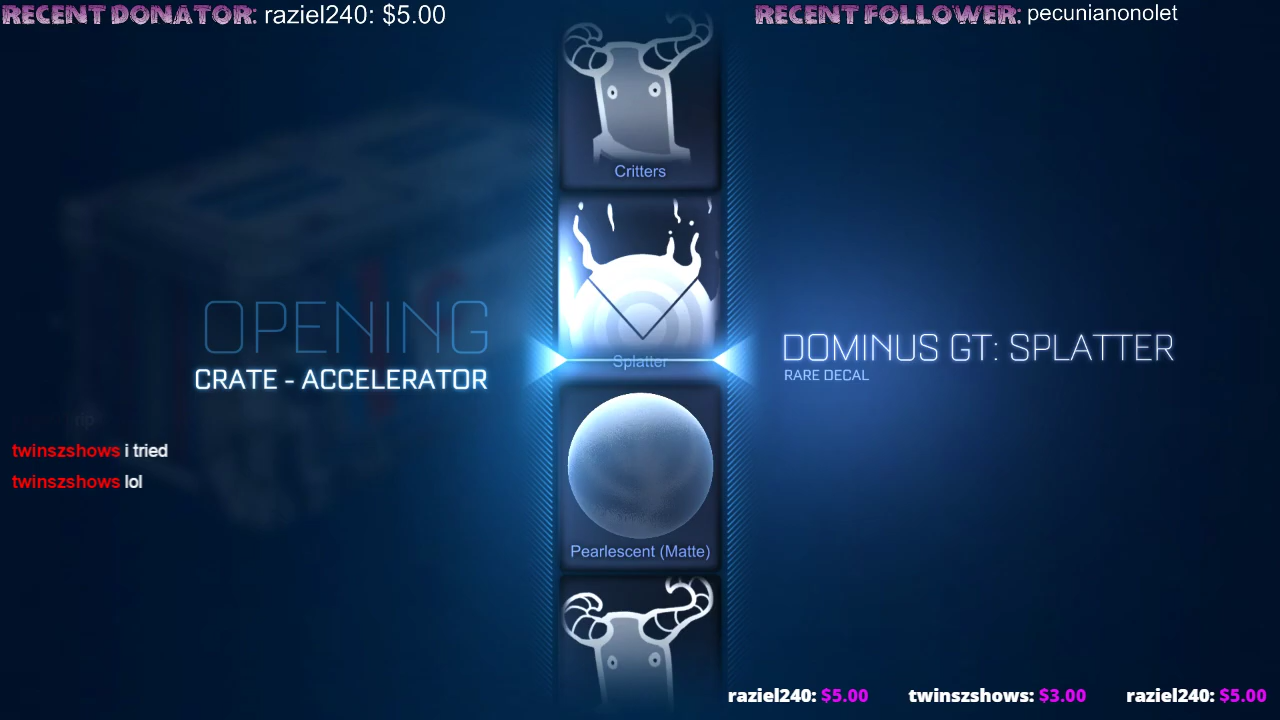 RECENT DONATOR: raziel240: $5.00
RECENT FOLLOWER: pecunianonolet
Critters
OPENING
CRATE - ACCELERATOR
Splatter
DOMINUS GT: SPLATTER
RARE DECAL
rip
twinszshows i tried
twinszshows lol
Pearlescent (Matte)
raziel240: $5.00
twinszshows: $3.00
raziel240: $5.00